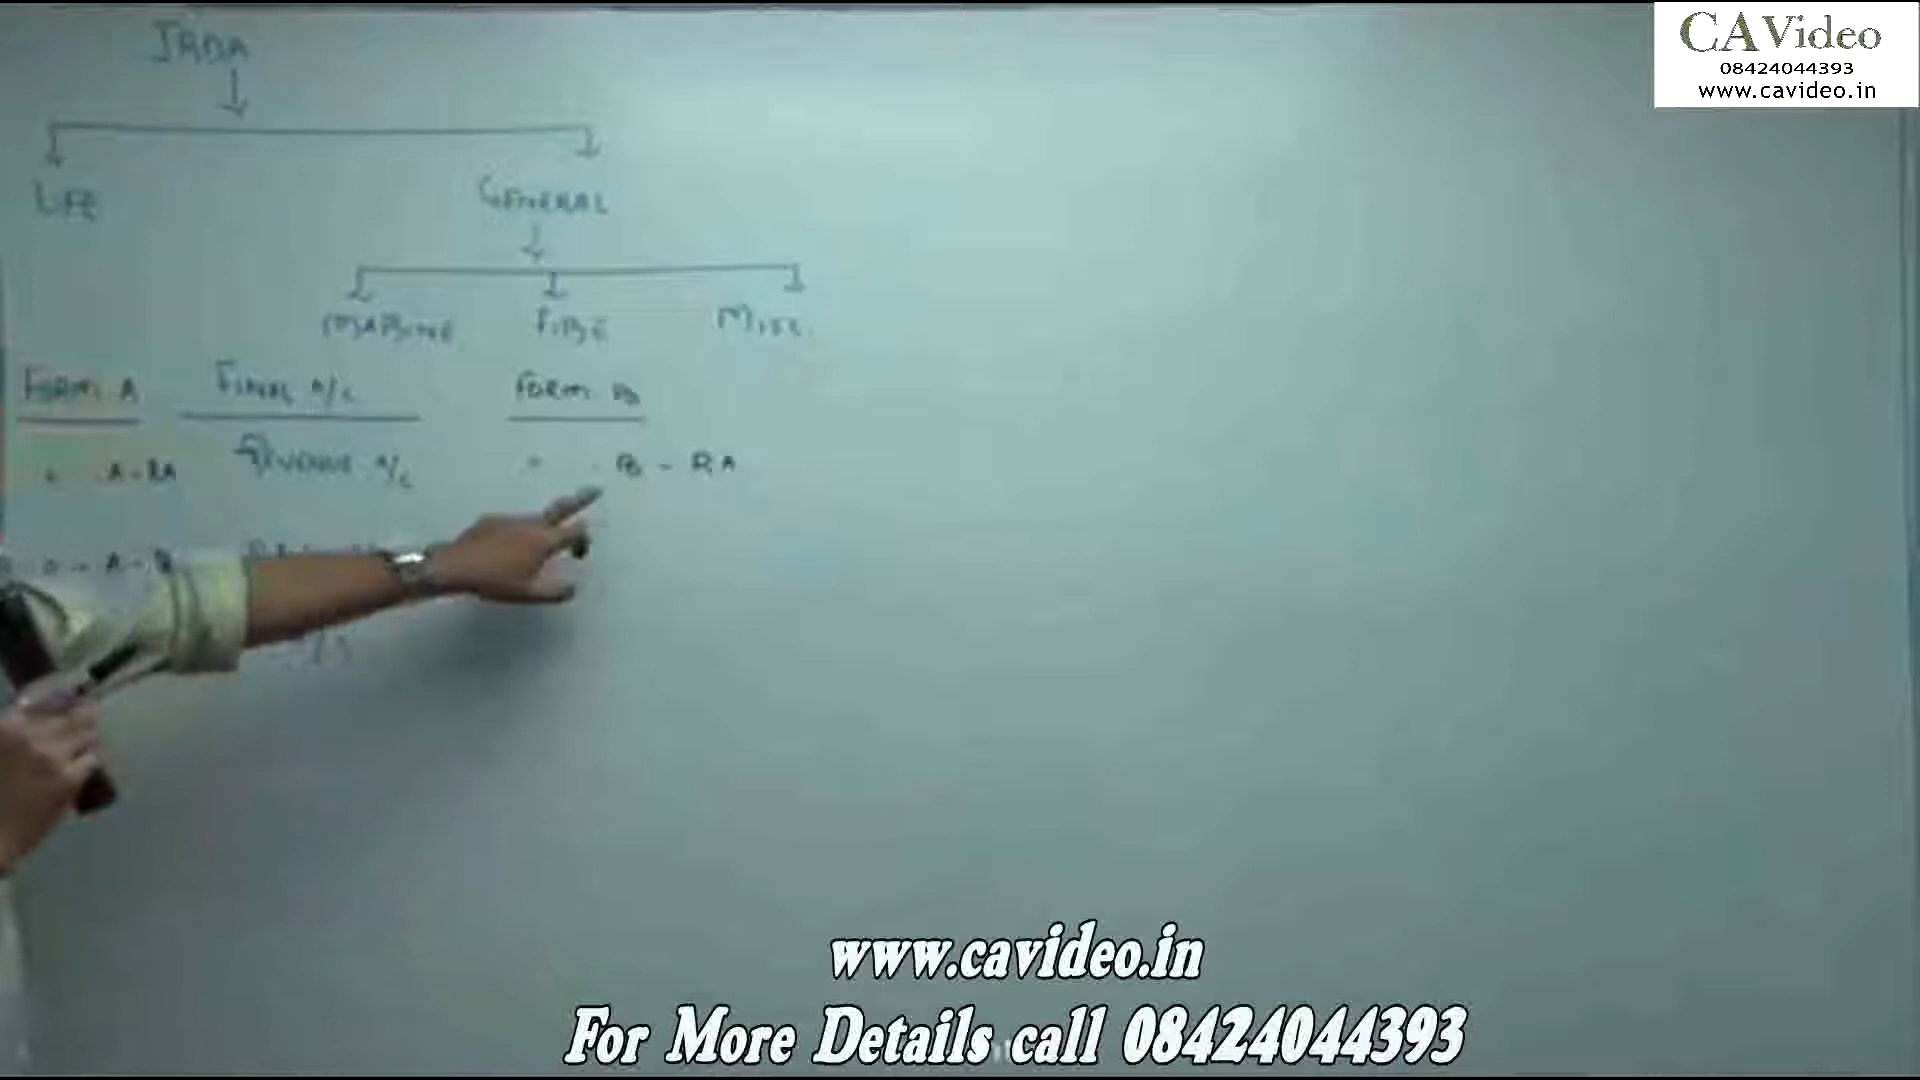 CAVideo
08424044393
www.cavideo.in
IRDA
LIFE
GENERAL
MARINE FIRE MISC.
FORM A FINAL A/C FORM B
" A-RA REVENUE A/C " B - RA
www.cavideo.in
For More Details call 08424044393